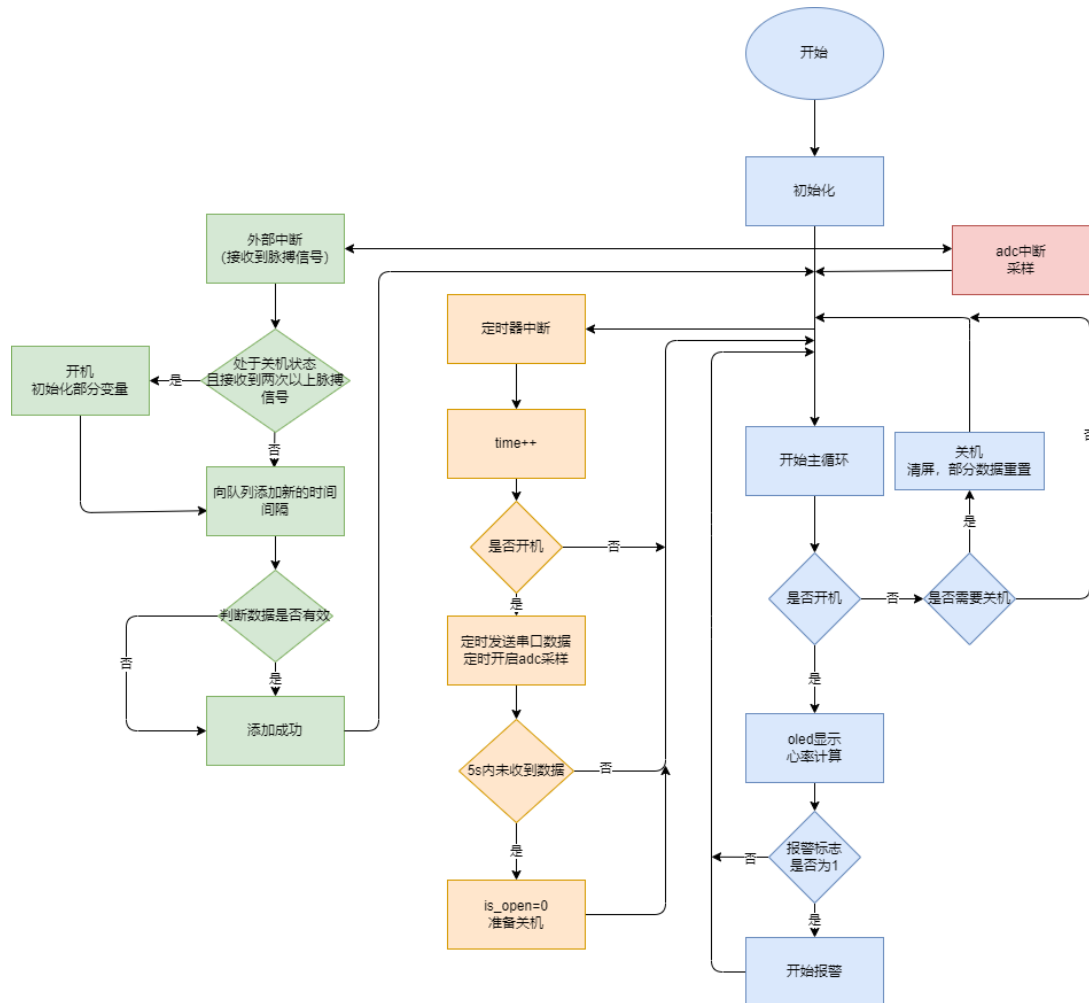 开始
初始化
外部中断
（接收到脉搏信号）
adc中断
采样
定时器中断
处于关机状态
且接收到两次以上脉搏
信号
是
开机
初始化部分变量
否
time++
开始主循环
关机
清屏，部分数据重置
否
向队列添加新的时间
间隔
是
是否开机
否
是否开机
否
是否需要关机
是
判断数据是否有效
定时发送串口数据
定时开启adc采样
否
是
是
添加成功
oled显示
心率计算
5s内未收到数据
否
是
报警标志
是否为1
否
is_open=0
准备关机
是
开始报警